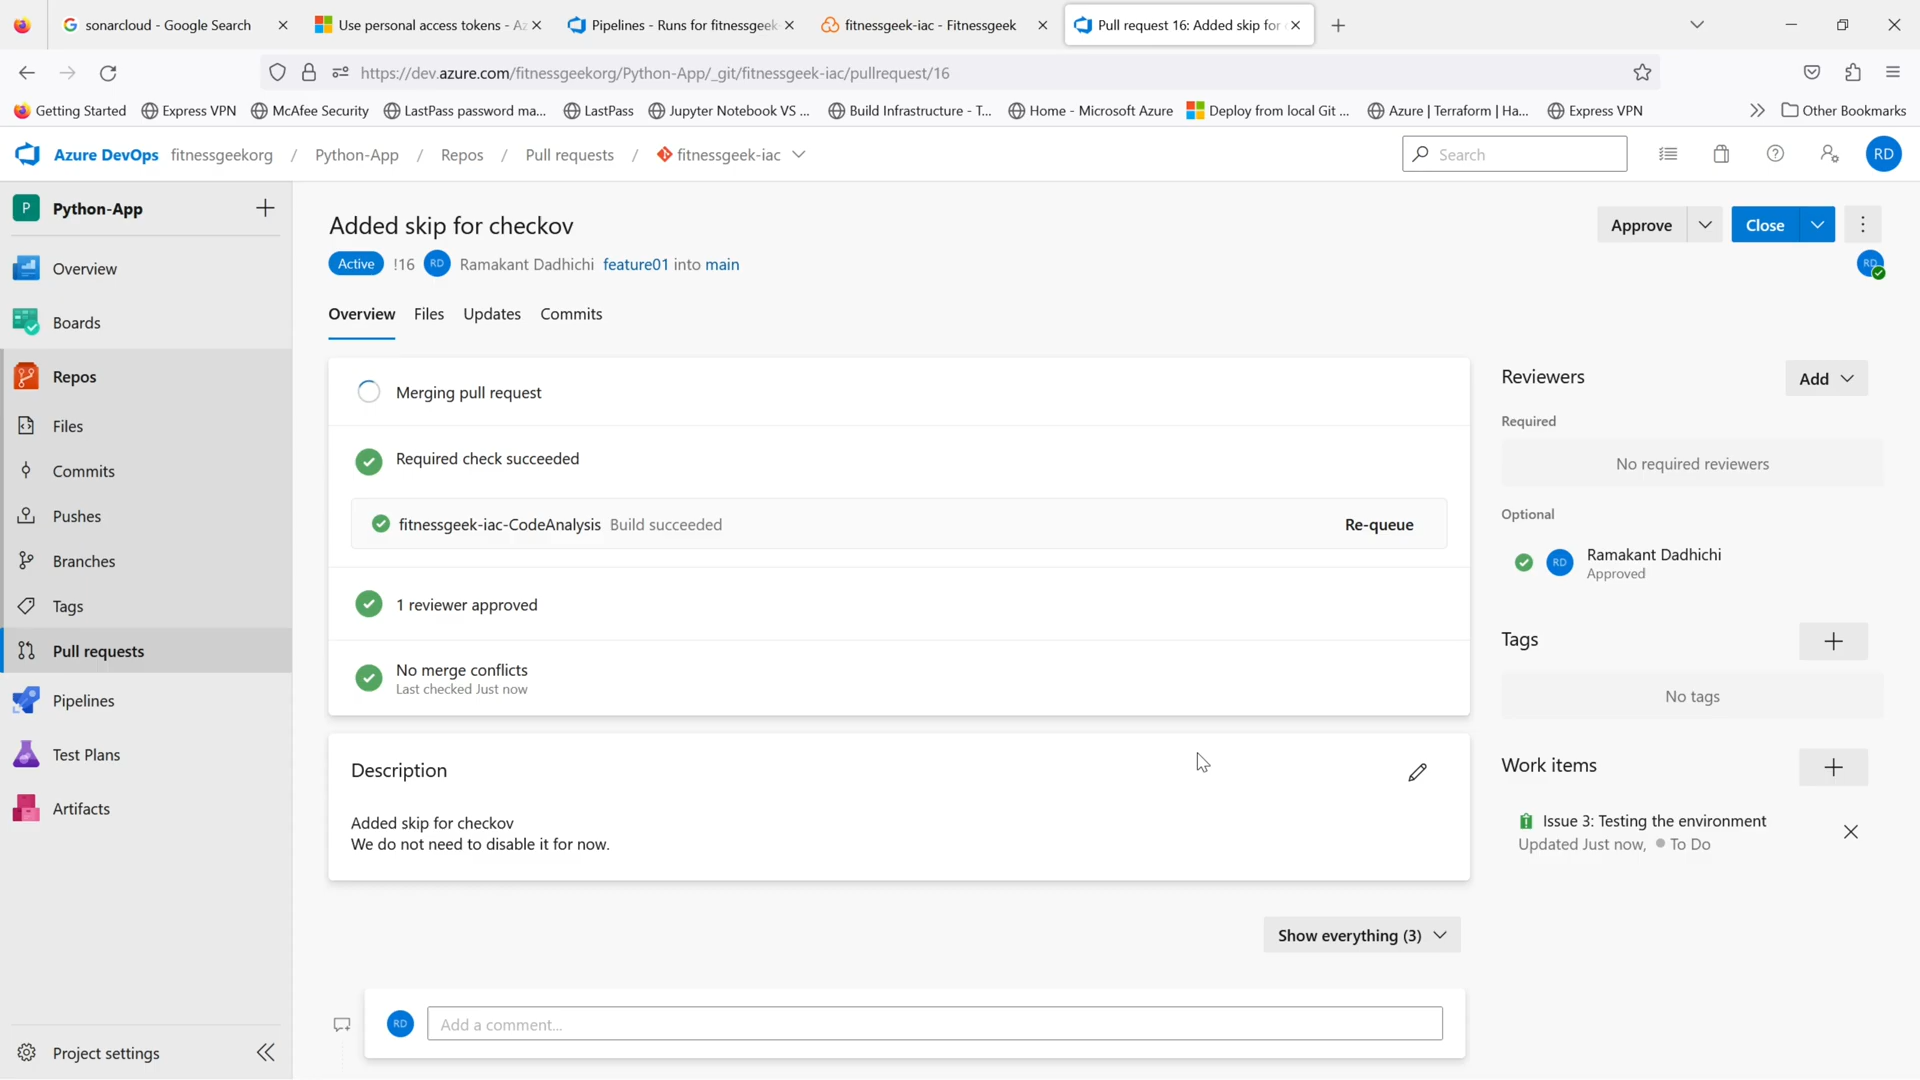 sonarcloud - Google Search
Use personal access tokens - Az
Pipelines - Runs for fitnessgeek-
fitnessgeek-iac - Fitnessgeek
Pull request 16: Added skip for c
https://dev.azure.com/fitnessgeekorg/Python-App/_git/fitnessgeek-iac/pullrequest/16
Getting Started
Express VPN
McAfee Security
LastPass password ma...
LastPass
Jupyter Notebook VS ...
Build Infrastructure - T...
Home - Microsoft Azure
Deploy from local Git ...
Azure | Terraform | Ha...
Express VPN
Other Bookmarks
Azure DevOps fitnessgeekorg / Python-App / Repos / Pull requests / fitnessgeek-iac
Search
RD
P Python-App
Overview
Boards
Repos
Files
Commits
Pushes
Branches
Tags
Pull requests
Pipelines
Test Plans
Artifacts
Project settings
Added skip for checkov
Approve
Close
Active !16 RD Ramakant Dadhichi feature01 into main
RD
Overview Files Updates Commits
Merging pull request
Required check succeeded
fitnessgeek-iac-CodeAnalysis Build succeeded
Re-queue
1 reviewer approved
No merge conflicts
Last checked Just now
Description
Added skip for checkov
We do not need to disable it for now.
Show everything (3)
RD Add a comment...
Reviewers
Add
Required
No required reviewers
Optional
RD Ramakant Dadhichi
Approved
Tags
No tags
Work items
Issue 3: Testing the environment
Updated Just now, To Do